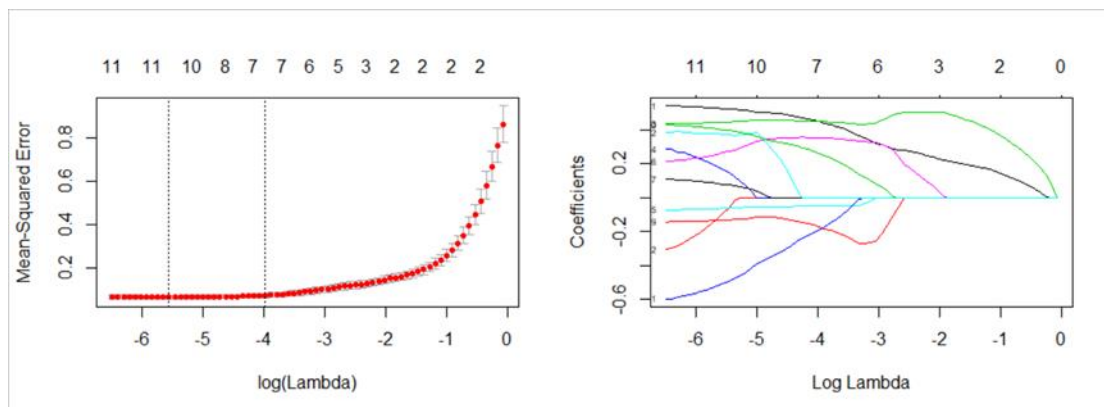 11 11 10 8 7 7 6 5 3 2 2 2 2
Mean-Squared Error
0.8
0.6
0.4
0.2
-6 -5 -4 -3 -2 -1 0
log(Lambda)
11 10 7 6 3 2 0
Coefficients
0.2
-0.2
-0.6
-6 -5 -4 -3 -2 -1 0
Log Lambda